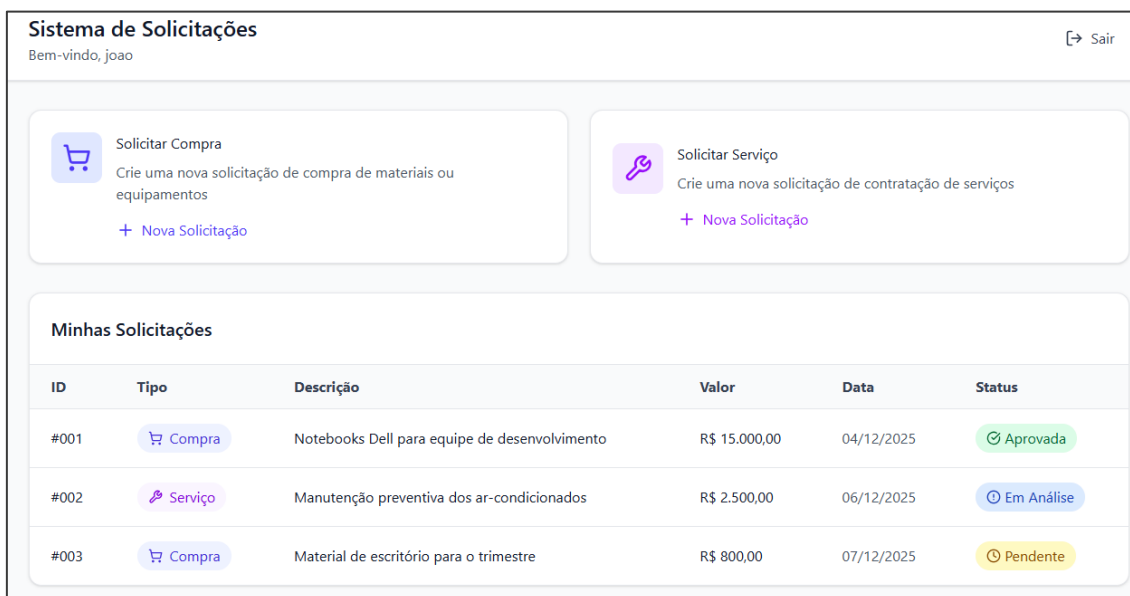 Sistema de Solicitações
Bem-vindo, joao
Sair
Solicitar Compra
Crie uma nova solicitação de compra de materiais ou
equipamentos
+ Nova Solicitação
Solicitar Serviço
Crie uma nova solicitação de contratação de serviços
+ Nova Solicitação
Minhas Solicitações
ID Tipo Descrição Valor Data Status
#001 Compra Notebooks Dell para equipe de desenvolvimento R$ 15.000,00 04/12/2025 Aprovada
#002 Serviço Manutenção preventiva dos ar-condicionados R$ 2.500,00 06/12/2025 Em Análise
#003 Compra Material de escritório para o trimestre R$ 800,00 07/12/2025 Pendente